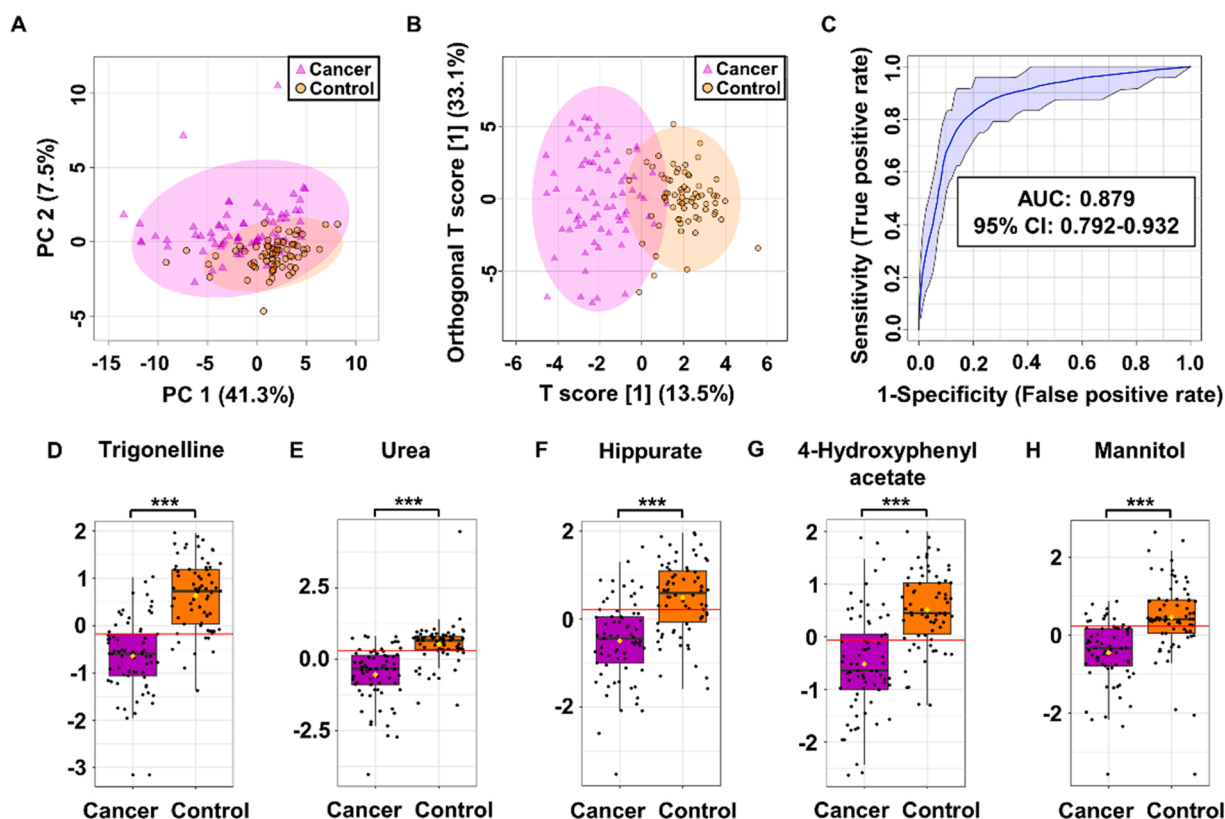 A
Cancer
Control
PC 2 (7.5%)
10
5
0
-5
-15
-10
-5
0
5
10
PC 1 (41.3%)
B
Cancer
Control
Orthogonal T score [1] (33.1%)
5
0
-5
-6
-4
-2
0
2
4
6
T score [1] (13.5%)
C
Sensitivity (True positive rate)
1.0
0.8
0.6
0.4
0.2
0.0
AUC: 0.879
95% CI: 0.792-0.932
0.0
0.2
0.4
0.6
0.8
1.0
1-Specificity (False positive rate)
D
Trigonelline
***
2
1
0
-1
-2
-3
Cancer Control
E
Urea
***
2.5
0.0
-2.5
Cancer Control
F
Hippurate
***
2
0
-2
Cancer Control
G
4-Hydroxyphenyl
acetate
***
2
1
0
-1
-2
Cancer Control
H
Mannitol
***
2
0
-2
Cancer Control